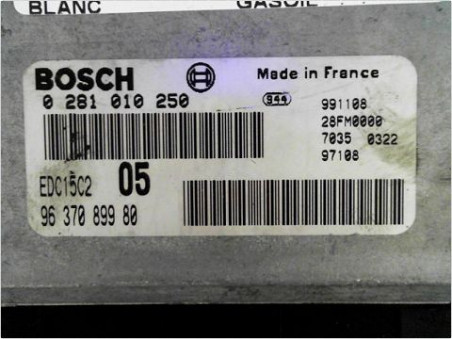 BLANC GASOIL
BOSCH Made in France
0 281 010 250 944 991108
28FM0000
7035 0322
97108
EDC15C2 05
96 370 899 80